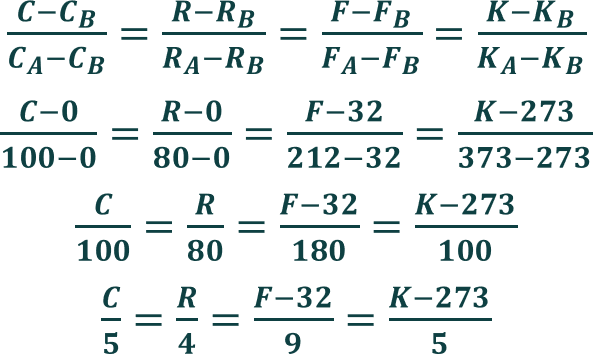 C−C_B/C_A−C_B = R−R_B/R_A−R_B = F−F_B/F_A−F_B = K−K_B/K_A−K_B
C−0/100−0 = R−0/80−0 = F−32/212−32 = K−273/373−273
C/100 = R/80 = F−32/180 = K−273/100
C/5 = R/4 = F−32/9 = K−273/5